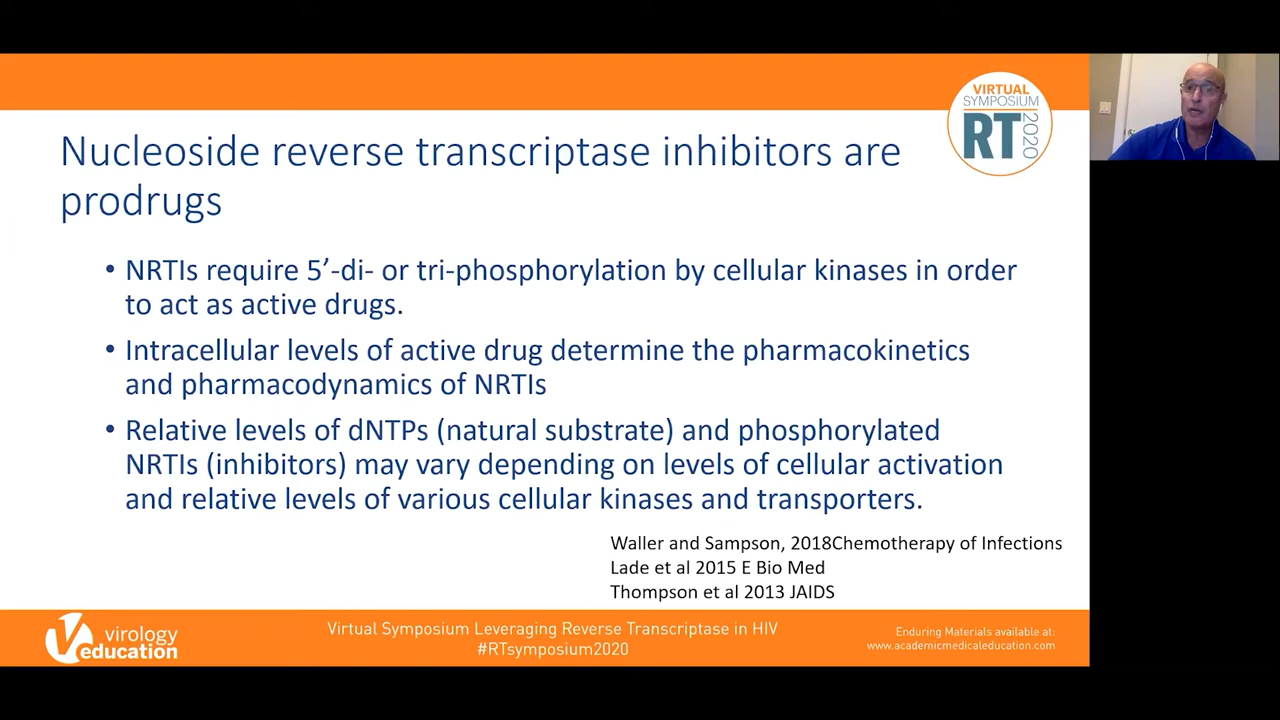 VIRTUAL
SYMPOSIUM
RT
2020
Nucleoside reverse transcriptase inhibitors are
prodrugs
• NRTIs require 5’-di- or tri-phosphorylation by cellular kinases in order
to act as active drugs.
• Intracellular levels of active drug determine the pharmacokinetics
and pharmacodynamics of NRTIs
• Relative levels of dNTPs (natural substrate) and phosphorylated
NRTIs (inhibitors) may vary depending on levels of cellular activation
and relative levels of various cellular kinases and transporters.
Waller and Sampson, 2018Chemotherapy of Infections
Lade et al 2015 E Bio Med
Thompson et al 2013 JAIDS
virology
education
Virtual Symposium Leveraging Reverse Transcriptase in HIV
#RTsymposium2020
Enduring Materials available at:
www.academicmedicaleducation.com